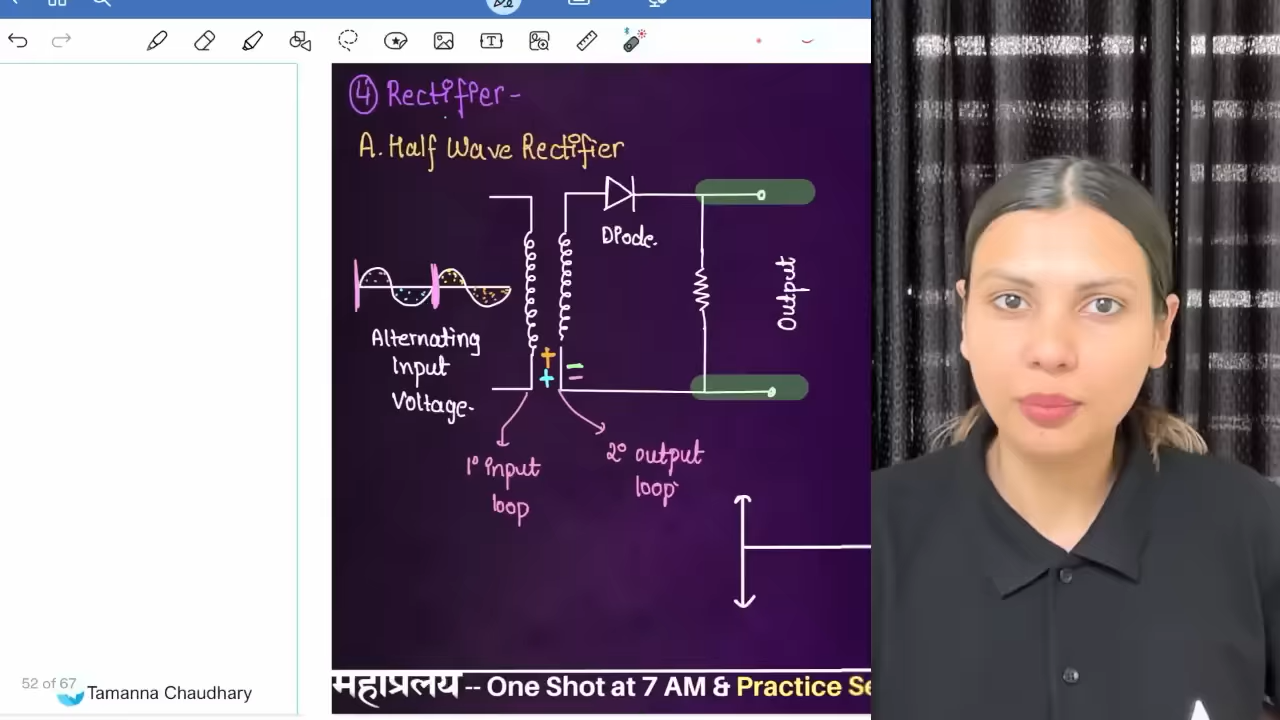 ④ Rectifier-
A. Half Wave Rectifier
Diode.
Output
Alternating
Input
Voltage.
+
+
1° input
loop
2° output
loop
52 of 67
Tamanna Chaudhary
महाप्रलय -- One Shot at 7 AM & Practice Se